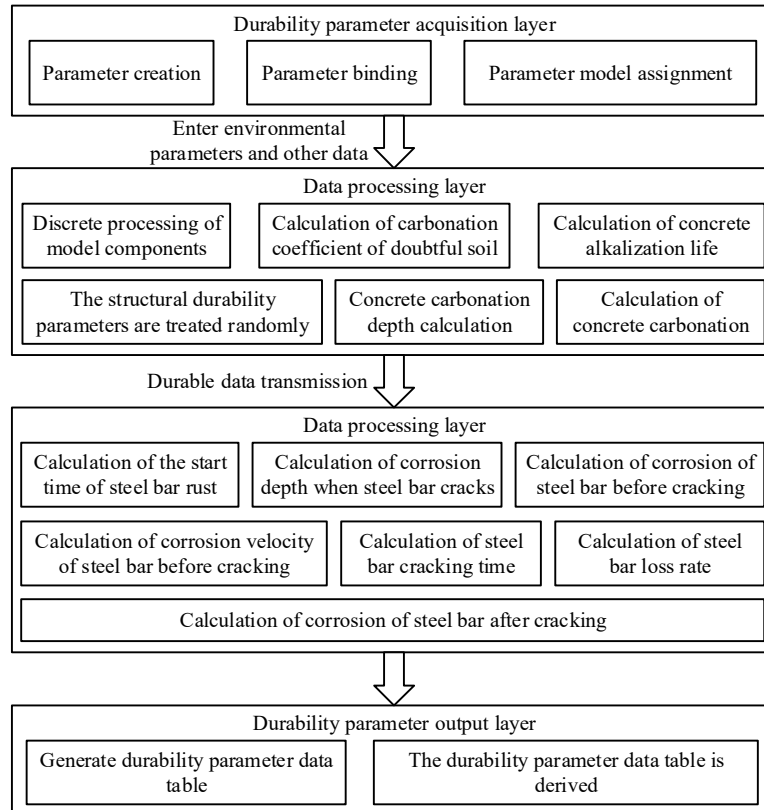 Durability parameter acquisition layer
Parameter creation
Parameter binding
Parameter model assignment
Enter environmental
parameters and other data
Data processing layer
Discrete processing of
model components
Calculation of carbonation
coefficient of doubtful soil
Calculation of concrete
alkalization life
The structural durability
parameters are treated randomly
Concrete carbonation
depth calculation
Calculation of
concrete carbonation
Durable data transmission
Data processing layer
Calculation of the start
time of steel bar rust
Calculation of corrosion
depth when steel bar cracks
Calculation of corrosion of
steel bar before cracking
Calculation of corrosion velocity
of steel bar before cracking
Calculation of steel
bar cracking time
Calculation of steel
bar loss rate
Calculation of corrosion of steel bar after cracking
Durability parameter output layer
Generate durability parameter data
table
The durability parameter data table is
derived